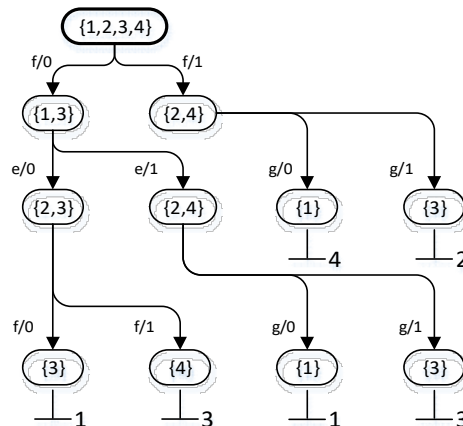 {1,2,3,4}
f/0 f/1
{1,3} {2,4}
e/0 e/1 g/0 g/1
{2,3} {2,4} {1} {3}
4 2
f/0 f/1 g/0 g/1
{3} {4} {1} {3}
1 3 1 3